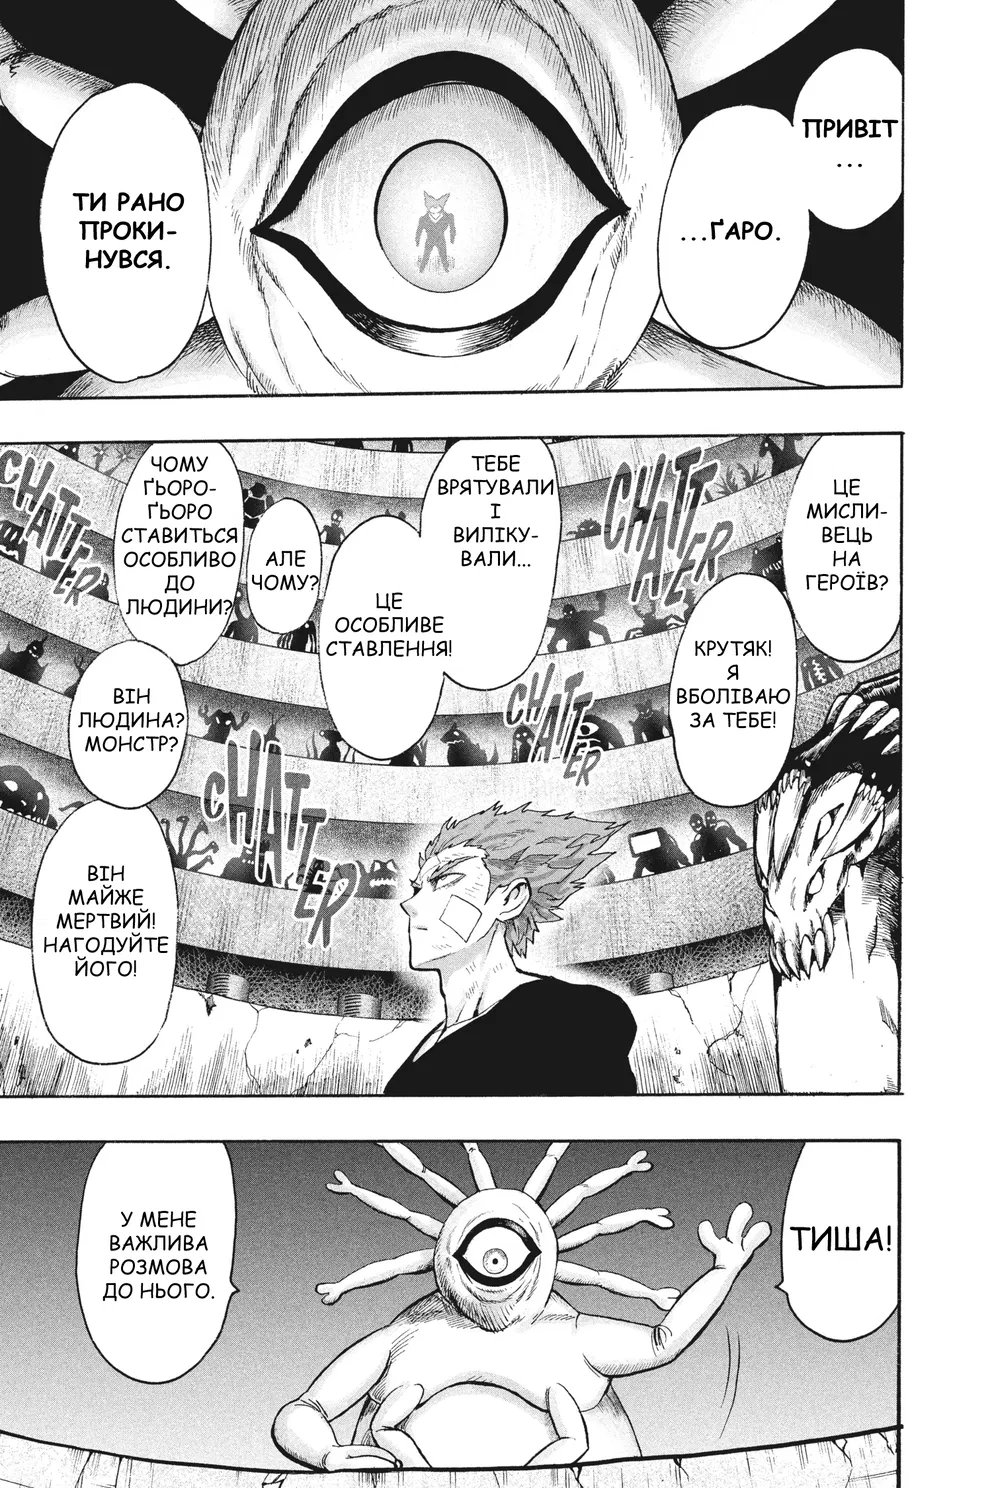 ПРИВІТ
...
...ҐАРО.
ТИ РАНО
ПРОКИ-
НУВСЯ.
ЦЕ
МИСЛИ-
ВЕЦЬ НА
ГЕРОЇВ?
КРУТЯК!
Я
ВБОЛІВАЮ
ЗА ТЕБЕ!
CHATTER
ТЕБЕ
ВРЯТУВАЛИ
І
ВИЛІКУ-
ВАЛИ...
ЦЕ
ОСОБЛИВЕ
СТАВЛЕННЯ!
CHATTER
АЛЕ
ЧОМУ?
ЧОМУ
ҐЬОРО-
ҐЬОРО
СТАВИТЬСЯ
ОСОБЛИВО
ДО
ЛЮДИНИ?
CHATTER
ВІН
ЛЮДИНА?
МОНСТР?
CHATTER
ВІН
МАЙЖЕ
МЕРТВИЙ!
НАГОДУЙТЕ
ЙОГО!
ТИША!
У МЕНЕ
ВАЖЛИВА
РОЗМОВА
ДО НЬОГО.